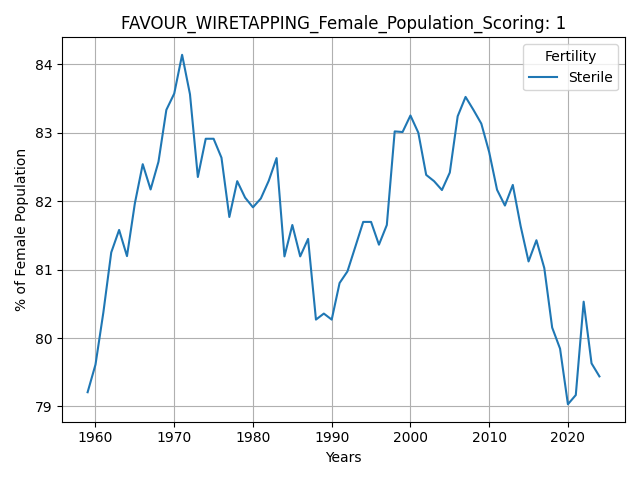 FAVOUR_WIRETAPPING_Female_Population_Scoring: 1
Fertility
Sterile
84
83
82
81
80
79
% of Female Population
1960 1970 1980 1990 2000 2010 2020
Years